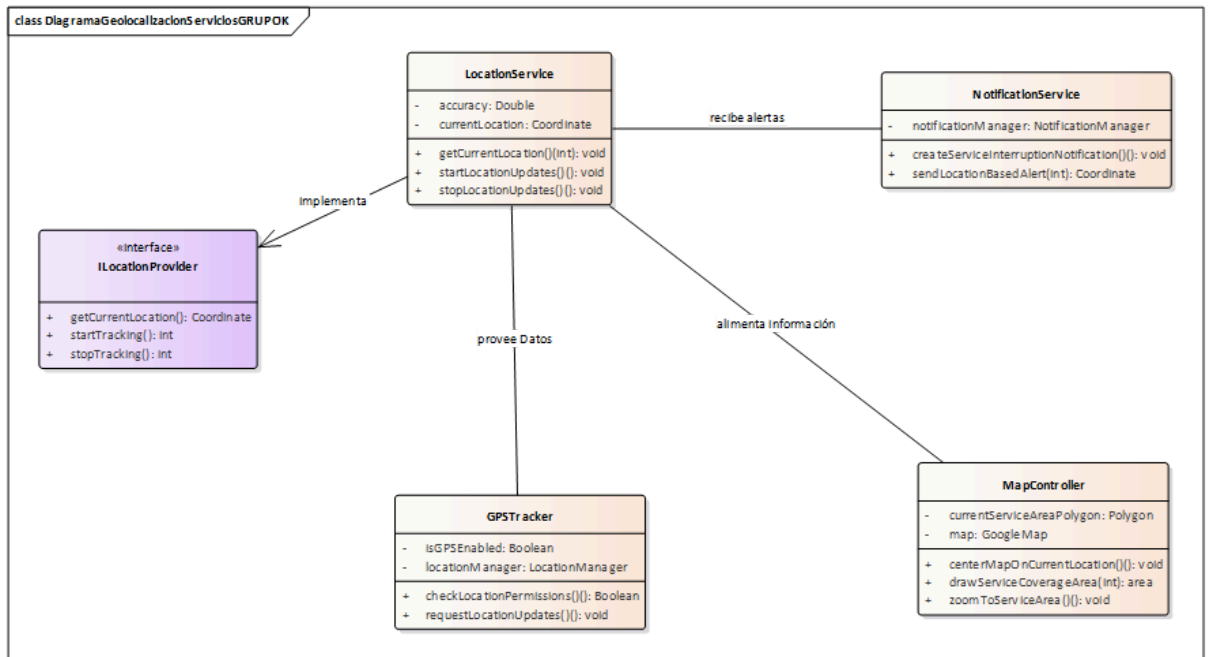 class DiagramaGeolocalizacionServiciosGRUPOK
LocationService
- accuracy: Double
- currentLocation: Coordinate
+ getCurrentLocation()(int): void
+ startLocationUpdates()(): void
+ stopLocationUpdates()(): void
recibe alertas
NotificationService
- notificationManager: NotificationManager
+ createServiceInterruptionNotification()(): void
+ sendLocationBasedAlert(int): Coordinate
implementa
«interface»
ILocationProvider
+ getCurrentLocation(): Coordinate
+ startTracking(): int
+ stopTracking(): int
provee Datos
alimenta información
GPSTracker
- isGPSEnabled: Boolean
- locationManager: LocationManager
+ checkLocationPermissions()(): Boolean
+ requestLocationUpdates()(): void
MapController
- currentServiceAreaPolygon: Polygon
- map: GoogleMap
+ centerMapOnCurrentLocation()(): void
+ drawServiceCoverageArea(int): area
+ zoomToServiceArea()(): void